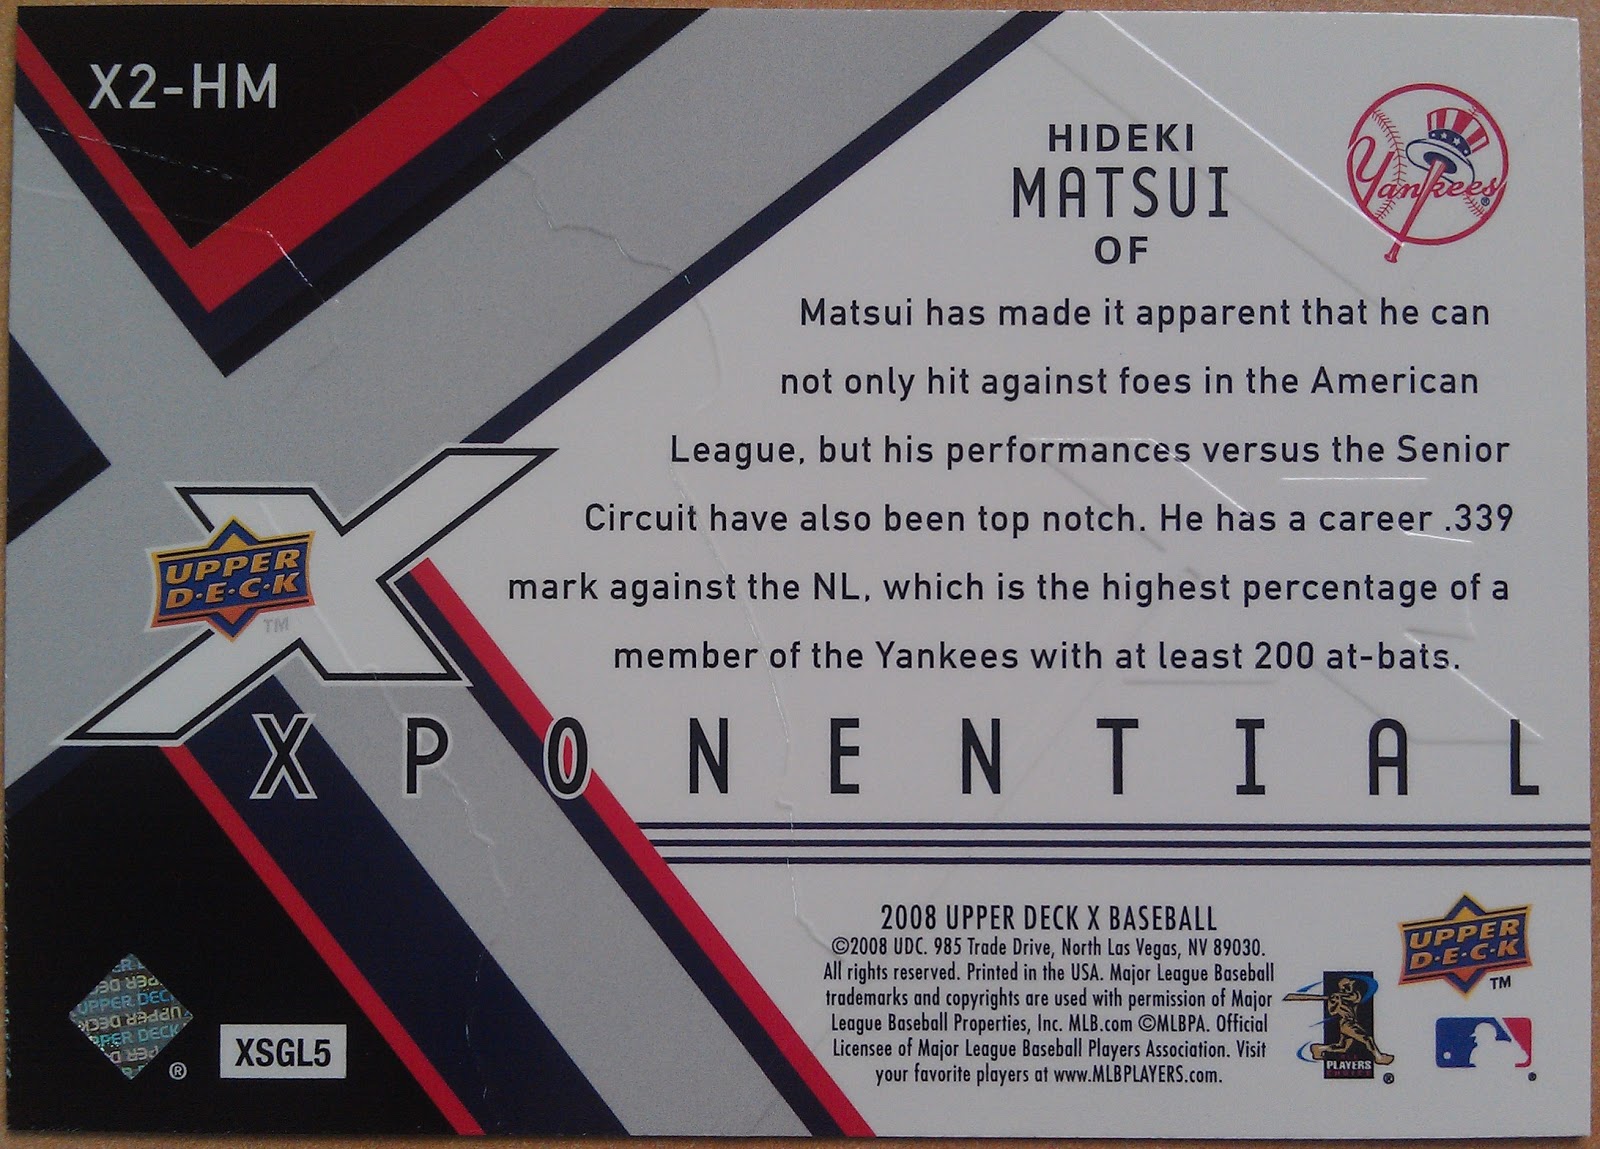 X2-HM
HIDEKI
MATSUI
OF
Yankees®
Matsui has made it apparent that he can
not only hit against foes in the American
League, but his performances versus the Senior
Circuit have also been top notch. He has a career .339
mark against the NL, which is the highest percentage of a
member of the Yankees with at least 200 at-bats.
UPPER
D·E·C·K
TM
XPONENTIAL
2008 UPPER DECK X BASEBALL
©2008 UDC. 985 Trade Drive, North Las Vegas, NV 89030.
All rights reserved. Printed in the USA. Major League Baseball
trademarks and copyrights are used with permission of Major
League Baseball Properties, Inc. MLB.com ©MLBPA. Official
Licensee of Major League Baseball Players Association. Visit
your favorite players at www.MLBPLAYERS.com.
UPPER
D·E·C·K
TM
PLAYERS
CHOICE
®
®
UPPER DECK
®
XSGL5